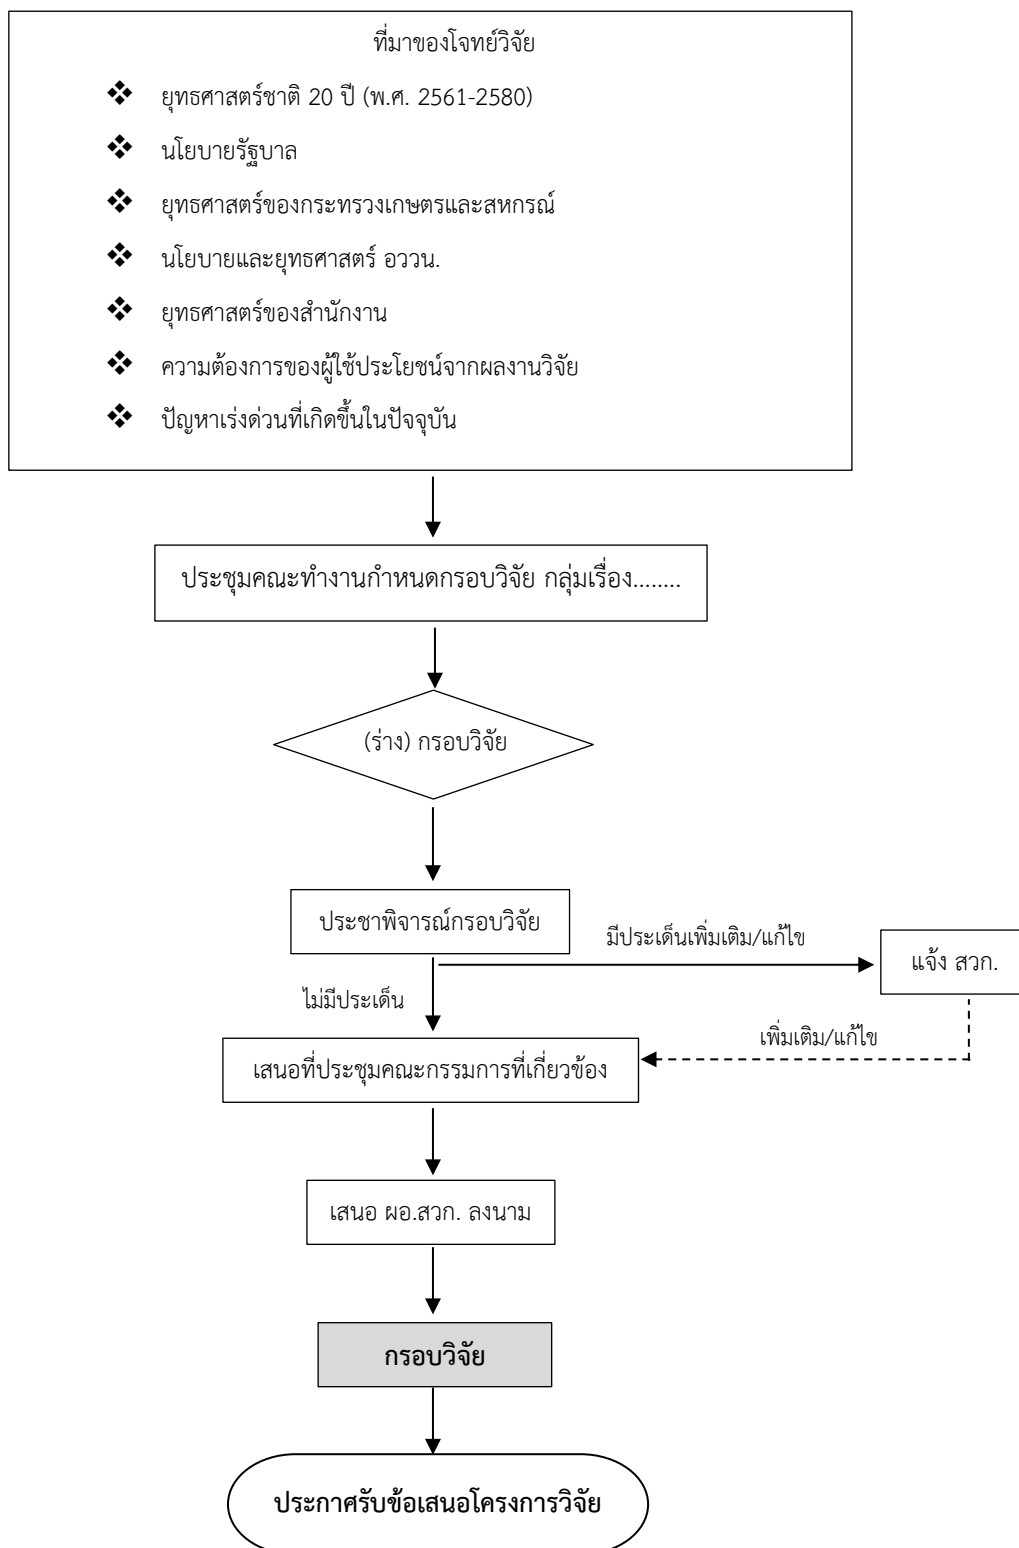 ที่มาของโจทย์วิจัย
❖ ยุทธศาสตร์ชาติ 20 ปี (พ.ศ. 2561-2580)
❖ นโยบายรัฐบาล
❖ ยุทธศาสตร์ของกระทรวงเกษตรและสหกรณ์
❖ นโยบายและยุทธศาสตร์ อววน.
❖ ยุทธศาสตร์ของสำนักงาน
❖ ความต้องการของผู้ใช้ประโยชน์จากผลงานวิจัย
❖ ปัญหาเร่งด่วนที่เกิดขึ้นในปัจจุบัน
ประชุมคณะทำงานกำหนดกรอบวิจัย กลุ่มเรื่อง........
(ร่าง) กรอบวิจัย
ประชาพิจารณ์กรอบวิจัย
มีประเด็นเพิ่มเติม/แก้ไข
แจ้ง สวก.
ไม่มีประเด็น
เพิ่มเติม/แก้ไข
เสนอที่ประชุมคณะกรรมการที่เกี่ยวข้อง
เสนอ ผอ.สวก. ลงนาม
กรอบวิจัย
ประกาศรับข้อเสนอโครงการวิจัย